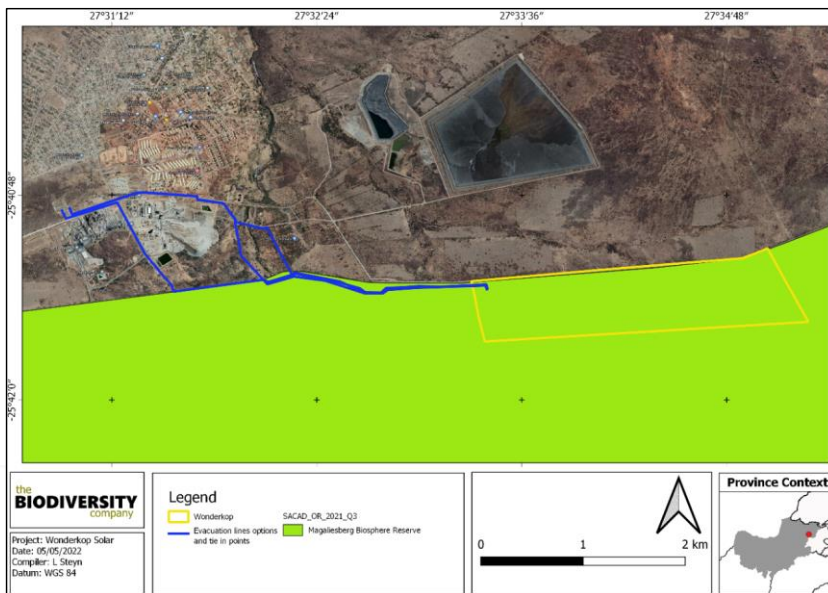 27°31′12″ 27°32′24″ 27°33′36″ 27°34′48″
-25°40′48″
-25°42′0″
the
BIODIVERSITY
company
Project: Wonderkop Solar
Date: 05/05/2022
Compiler: L Steyn
Datum: WGS 84
Legend
Wonderkop
Evacuation lines options
and tie in points
SACAD_OR_2021_Q3
Magaliesberg Biosphere Reserve
0 1 2 km
Province Context